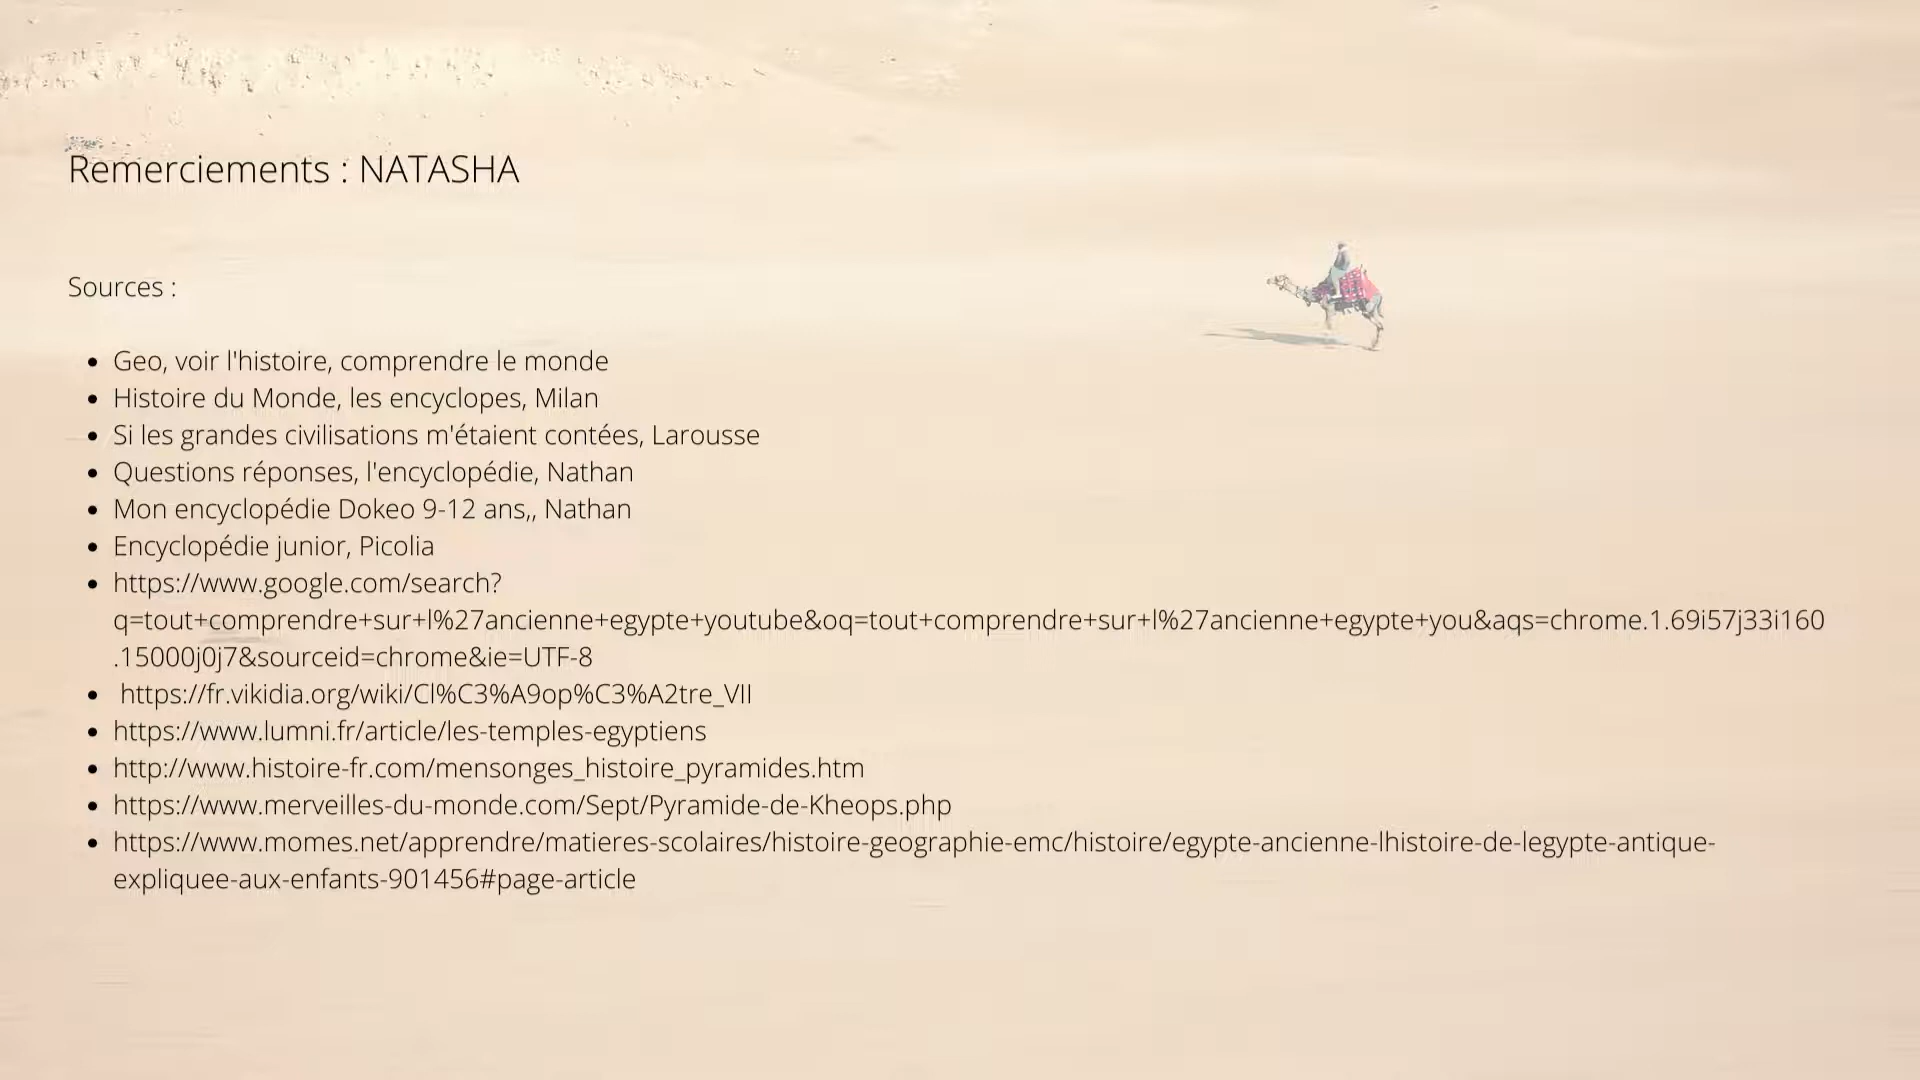 Remerciements : NATASHA
Sources :
Geo, voir l'histoire, comprendre le monde
Histoire du Monde, les encyclopes, Milan
Si les grandes civilisations m'étaient contées, Larousse
Questions réponses, l'encyclopédie, Nathan
Mon encyclopédie Dokeo 9-12 ans,, Nathan
Encyclopédie junior, Picolia
https://www.google.com/search?
q=tout+comprendre+sur+l%27ancienne+egypte+youtube&oq=tout+comprendre+sur+l%27ancienne+egypte+you&aqs=chrome.1.69i57j33i160
.15000j0j7&sourceid=chrome&ie=UTF-8
https://fr.vikidia.org/wiki/Cl%C3%A9op%C3%A2tre_VII
https://www.lumni.fr/article/les-temples-egyptiens
http://www.histoire-fr.com/mensonges_histoire_pyramides.htm
https://www.merveilles-du-monde.com/Sept/Pyramide-de-Kheops.php
https://www.momes.net/apprendre/matieres-scolaires/histoire-geographie-emc/histoire/egypte-ancienne-lhistoire-de-legypte-antique-
expliquee-aux-enfants-901456#page-article